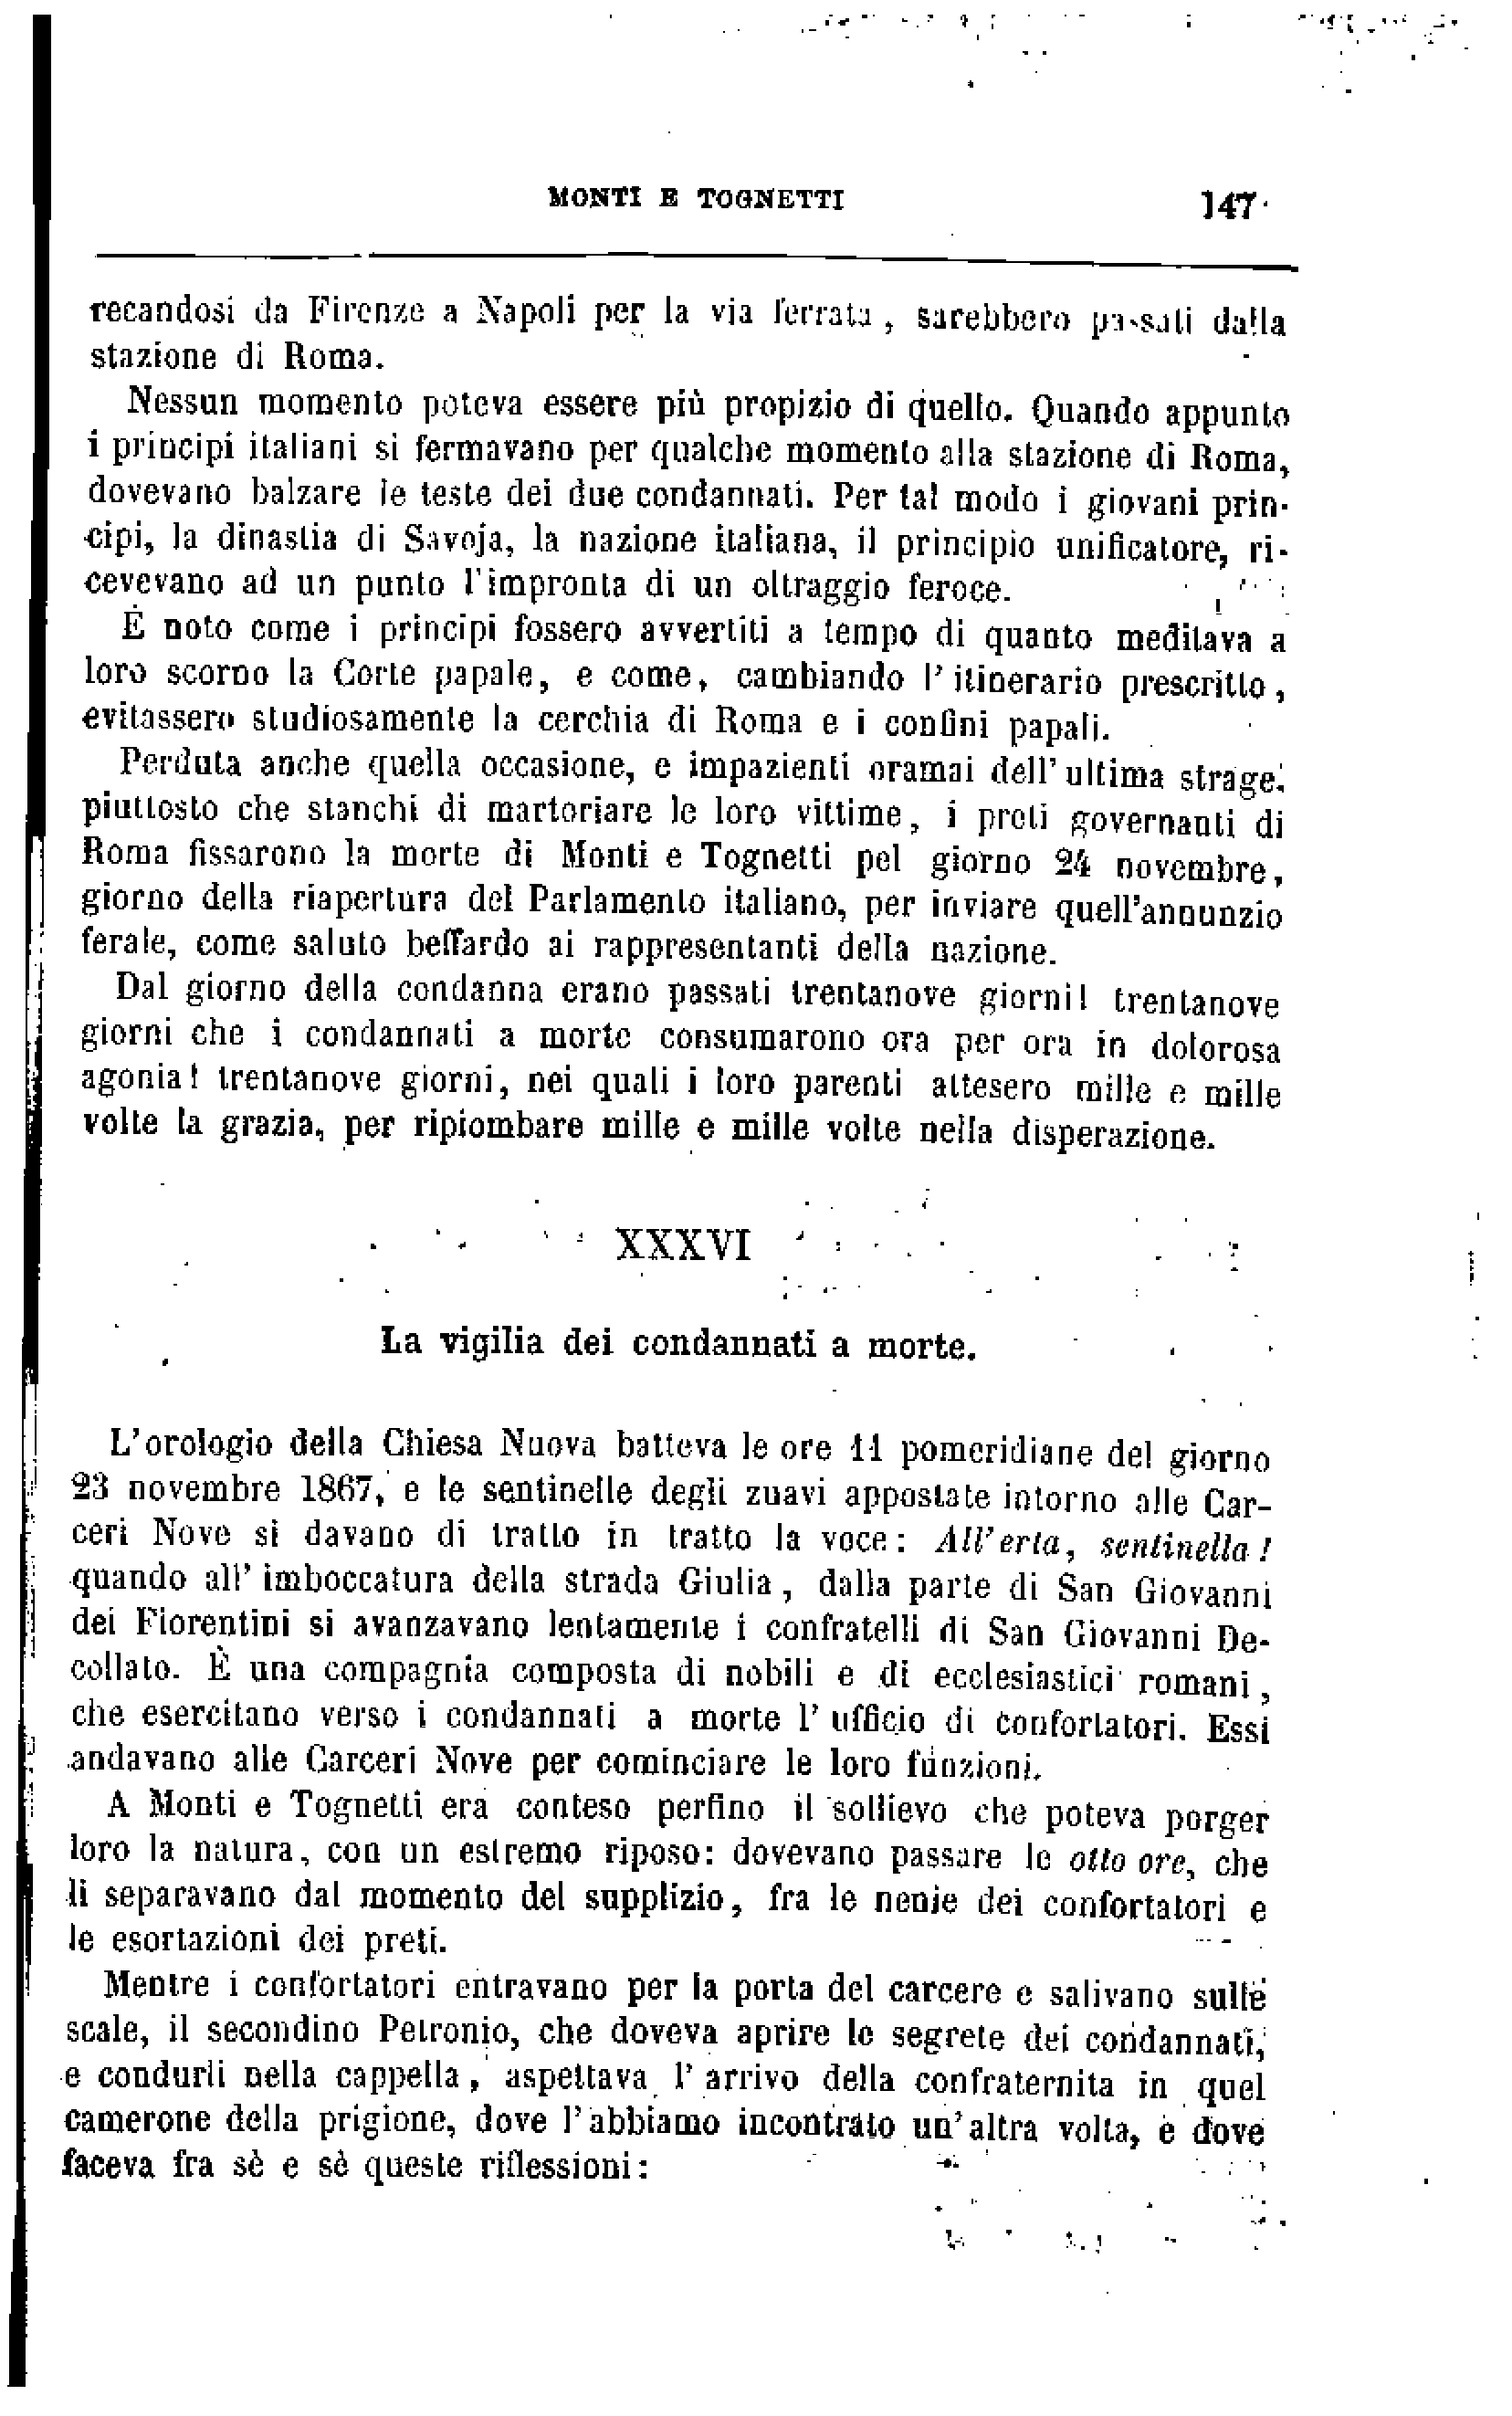 MONTI E TOGNETTI 147
recandosi da Firenze a Napoli per la via ferrata, sarebbero passati dalla
stazione di Roma.
Nessun momento poteva essere più propizio di quello. Quando appunto
i principi italiani si fermavano per qualche momento alla stazione di Roma,
dovevano balzare le teste dei due condannati. Per tal modo i giovani prin-
cipi, la dinastia di Savoja, la nazione italiana, il principio unificatore, ri-
cevevano ad un punto l'impronta di un oltraggio feroce.
È noto come i principi fossero avvertiti a tempo di quanto meditava a
loro scorno la Corte papale, e come, cambiando l'itinerario prescritto,
evitassero studiosamente la cerchia di Roma e i confini papali.
Perduta anche quella occasione, e impazienti oramai dell'ultima strage,
piuttosto che stanchi di martoriare le loro vittime, i preti governanti di
Roma fissarono la morte di Monti e Tognetti pel giorno 24 novembre,
giorno della riapertura del Parlamento italiano, per inviare quell'annunzio
ferale, come saluto beffardo ai rappresentanti della nazione.
Dal giorno della condanna erano passati trentanove giorni! trentanove
giorni che i condannati a morte consumarono ora per ora in dolorosa
agonia! trentanove giorni, nei quali i loro parenti attesero mille e mille
volte la grazia, per ripiombare mille e mille volte nella disperazione.
XXXVI
La vigilia dei condannati a morte.
L'orologio della Chiesa Nuova batteva le ore 11 pomeridiane del giorno
23 novembre 1867, e le sentinelle degli zuavi appostate intorno alle Car-
ceri Nove si davano di tratto in tratto la voce: All'erta, sentinella!
quando all'imboccatura della strada Giulia, dalla parte di San Giovanni
dei Fiorentini si avanzavano lentamente i confratelli di San Giovanni De-
collato. È una compagnia composta di nobili e di ecclesiastici romani,
che esercitano verso i condannati a morte l'ufficio di confortatori. Essi
andavano alle Carceri Nove per cominciare le loro funzioni.
A Monti e Tognetti era conteso perfino il sollievo che poteva porger
loro la natura, con un estremo riposo: dovevano passare le otto ore, che
li separavano dal momento del supplizio, fra le nenie dei confortatori e
le esortazioni dei preti.
Mentre i confortatori entravano per la porta del carcere e salivano sulle
scale, il secondino Petronio, che doveva aprire le segrete dei condannati,
e condurli nella cappella, aspettava l'arrivo della confraternita in quel
camerone della prigione, dove l'abbiamo incontrato un'altra volta, e dove
faceva fra sè e sè queste riflessioni: